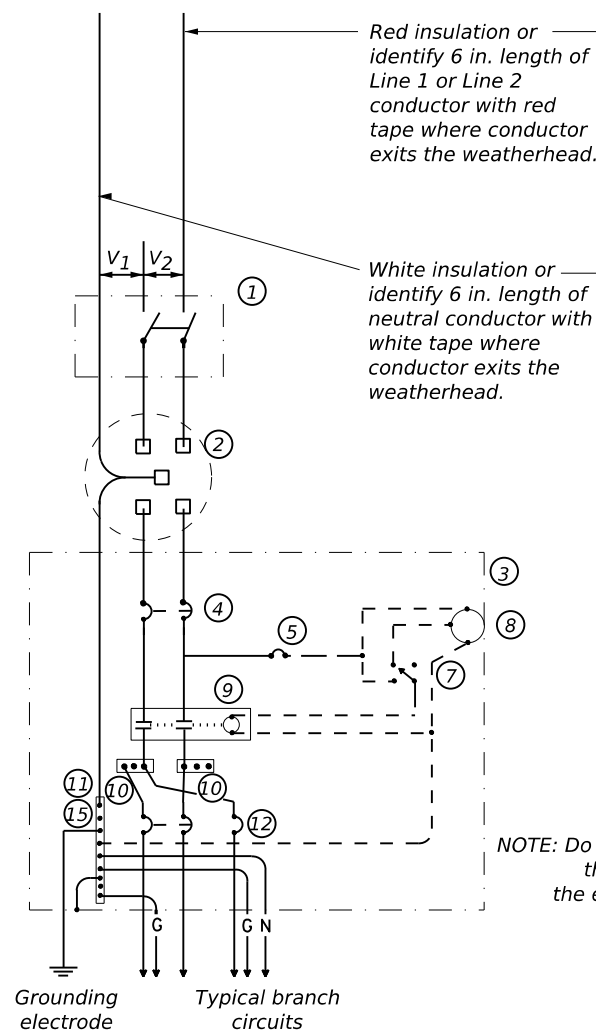 Red insulation or
identify 6 in. length of
Line 1 or Line 2
conductor with red
tape where conductor
exits the weatherhead.
V1 V2
White insulation or
identify 6 in. length of
neutral conductor with
white tape where
conductor exits the
weatherhead.
1
2
3
4
5
8
7
9
11
10
10
15
12
NOTE: Do
th
the e
G
G N
Grounding
electrode
Typical branch
circuits